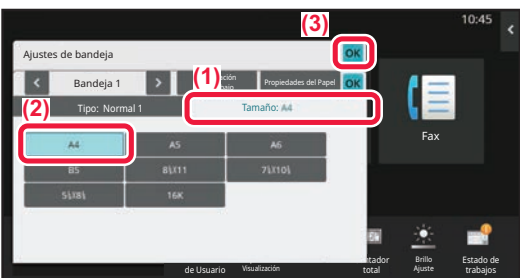 (3)
10:45
Ajustes de bandeja
OK
Bandeja 1
(1)
Propiedades del Papel
OK
Tipo: Normal 1
Tamaño: A4
(2)
A4
A5
A6
B5
8½X11
7¼X10½
5½X8½
16K
Fax
de Usuario
Visualización
total
Brillo
Ajuste
Estado de
trabajos